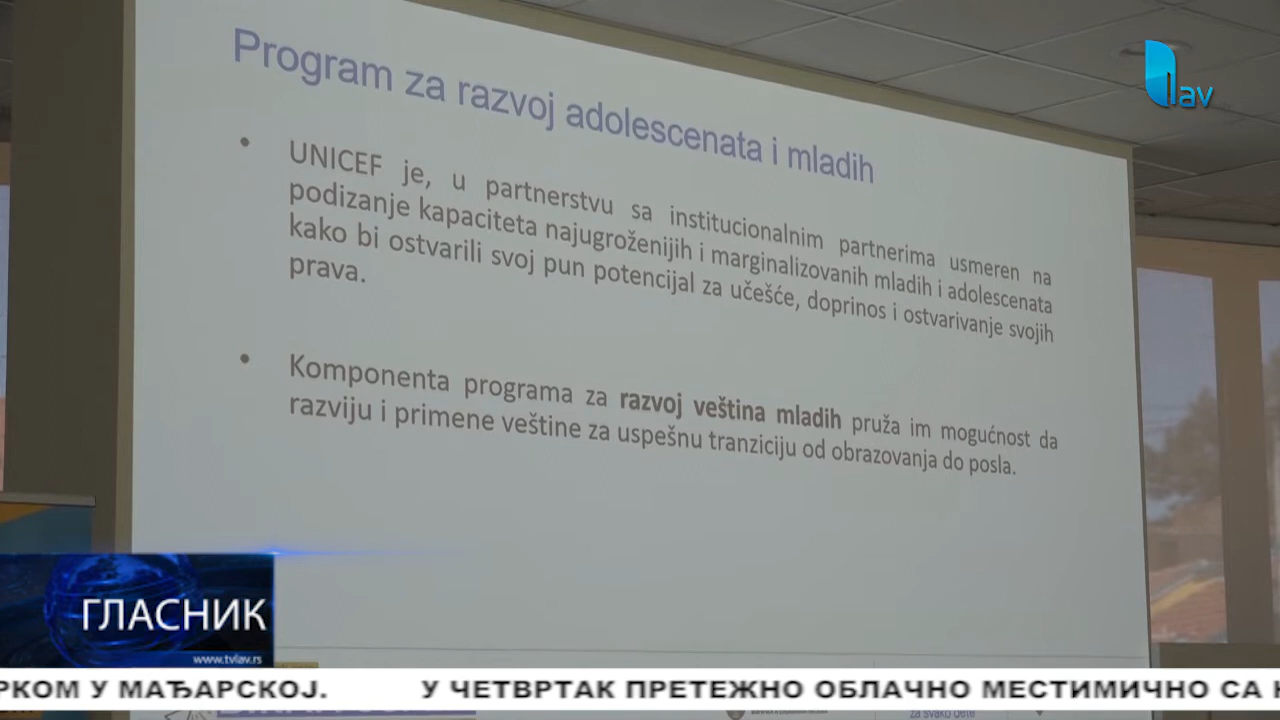 Program za razvoj adolescenata i mladih
lav
• UNICEF je, u partnerstvu sa institucionalnim partnerima usmeren na
podizanje kapaciteta najugroženijih i marginalizovanih mladih i adolescenata
kako bi ostvarili svoj pun potencijal za učešće, doprinos i ostvarivanje svojih
prava.
• Komponenta programa za razvoj veština mladih pruža im mogućnost da
razviju i primene veštine za uspešnu tranziciju od obrazovanja do posla.
ГЛАСНИК
www.tvlav.rs
РКОМ У МАЂАРСКОЈ. У ЧЕТВРТАК ПРЕТЕЖНО ОБЛАЧНО МЕСТИМИЧНО СА
za svako dete